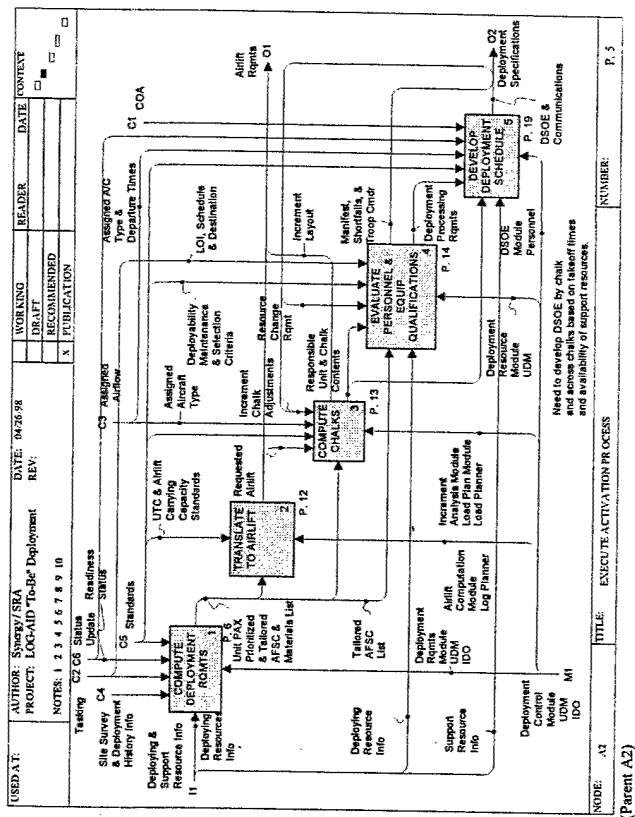 USED AT:
AUTHOR: Synergy / SRA
PROJECT: LOG-AID "To-Be" Deployment
NOTES: 1 2 3 4 5 6 7 8 9 10
DATE: 04/26/98
REV:
WORKING
DRAFT
RECOMMENDED
X PUBLICATION
READER
DATE
CONTEXT
Tasking
C2
C6
Status Update
Readiness Status
C4
Site Survey & Deployment History Info
C5
Standards
C3
Assigned Airflow
Assigned A/C Type & Departure Times
C1
COA
UTC & Airlift Carrying Capacity Standards
Assigned Aircraft Type
Deployability Maintenance & Selection Criteria
LOI, Schedule & Destination
Airlift Rqmts
O1
Deploying & Support Resource Info
I1
Deploying Resources Info
COMPUTE DEPLOYMENT RQMTS
1
P. 6
Unit PAX
Prioritized & Tailored AFSC & Materials List
TRANSLATE TO AIRLIFT
2
P. 12
Requested Airlift
Increment Chalk Adjustments
Resource Change Rqmt
Increment Layout
COMPUTE CHALKS
3
P. 13
Responsible Unit & Chalk Contents
EVALUATE PERSONNEL & EQUIP QUALIFICATIONS
4
P. 14
Manifest, Shortfalls, & Troop Cmdr
Deployment Processing Rqmts
DEVELOP DEPLOYMENT SCHEDULE
5
P. 19
O2
Deployment Specifications
DSOE & Communications
DSOE Module Personnel
Deployment Resource Module UDM
Increment Analysis Module
Load Plan Module
Load Planner
Airlift Computation Module
Log Planner
Tailored AFSC List
Deployment Rqmts Module
UDM
IDO
Deploying Resource Info
Support Resource Info
Deployment Control Module
UDM
IDO
M1
Need to develop DSOE by chalk
and across chalks based on takeoff times
and availability of support resources.
NODE: A2
TITLE: EXECUTE ACTIVATION PROCESS
NUMBER:
P. 5
(Parent A2)